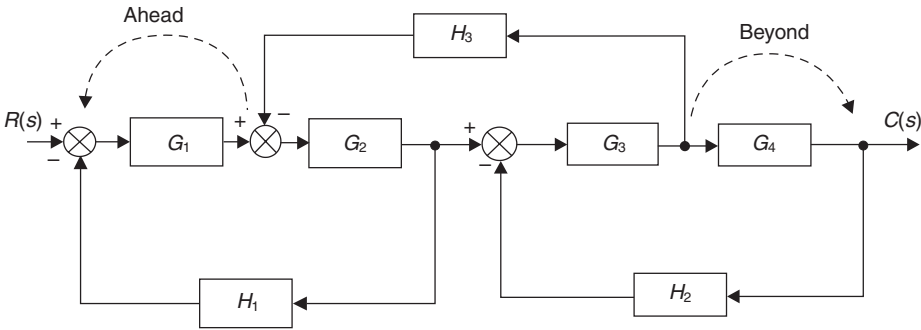 Ahead
H₃
Beyond
R(s)
+
−
G₁
+
−
G₂
+
−
G₃
G₄
C(s)
H₁
H₂